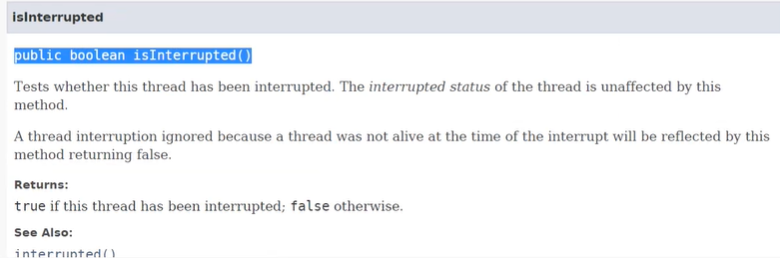 isInterrupted
public boolean isInterrupted()
Tests whether this thread has been interrupted. The interrupted status of the thread is unaffected by this
method.
A thread interruption ignored because a thread was not alive at the time of the interrupt will be reflected by this
method returning false.
Returns:
true if this thread has been interrupted; false otherwise.
See Also:
interrupted()